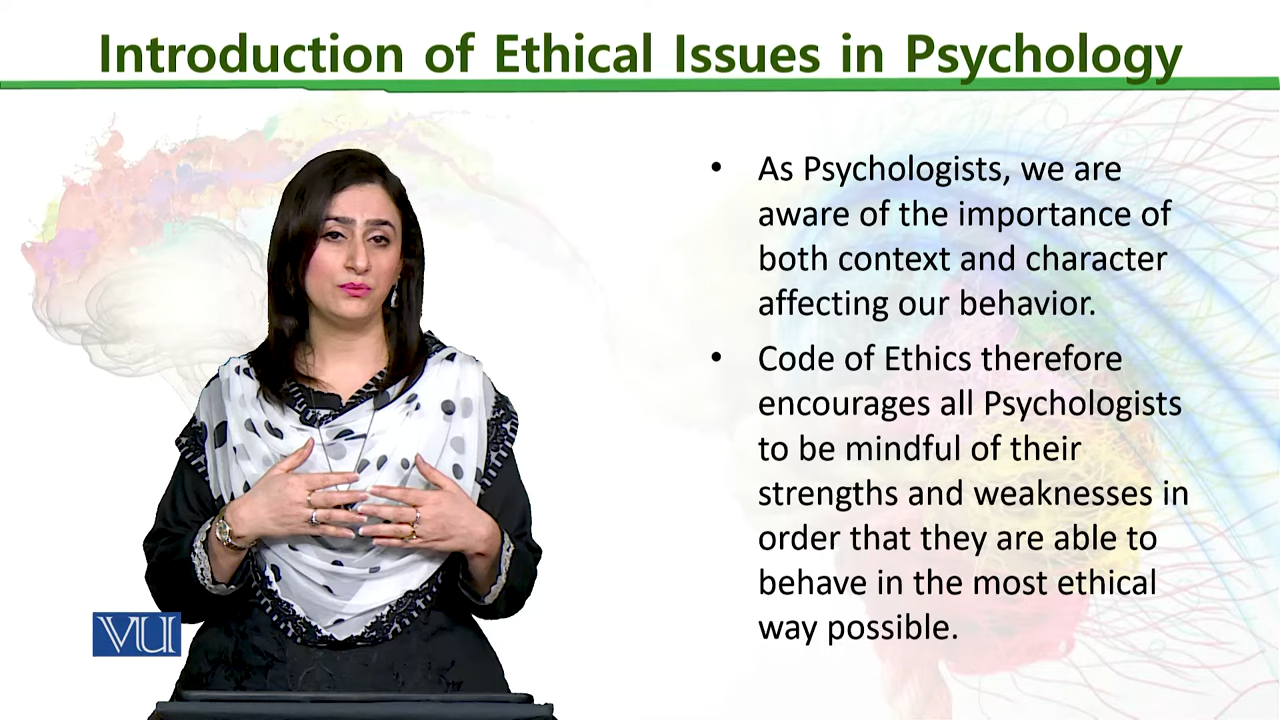 Introduction of Ethical Issues in Psychology
• As Psychologists, we are
aware of the importance of
both context and character
affecting our behavior.
• Code of Ethics therefore
encourages all Psychologists
to be mindful of their
strengths and weaknesses in
order that they are able to
behave in the most ethical
way possible.
VU